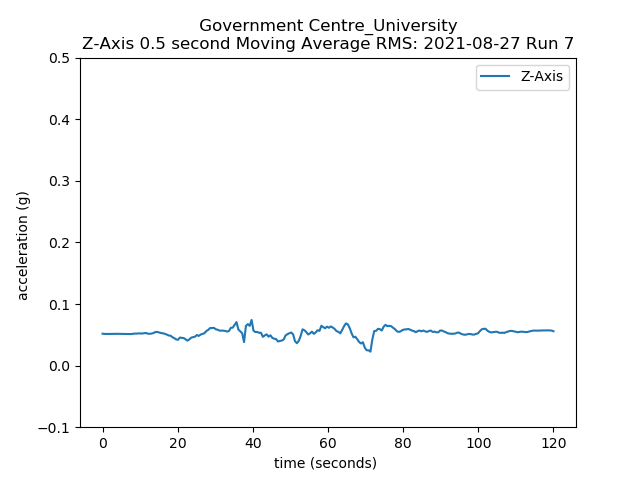 Government Centre_University
Z-Axis 0.5 second Moving Average RMS: 2021-08-27 Run 7
Z-Axis
0.5
0.4
0.3
0.2
0.1
0.0
−0.1
acceleration (g)
0 20 40 60 80 100 120
time (seconds)